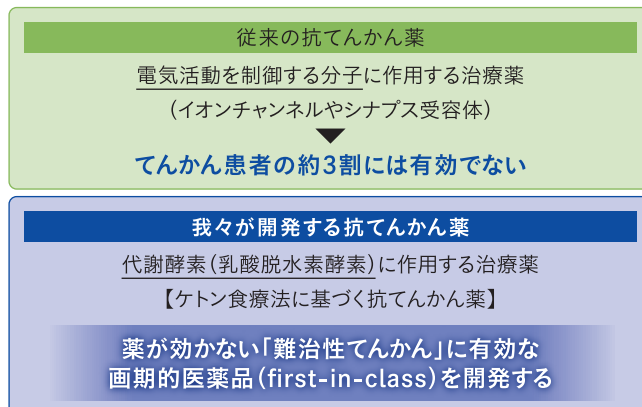 従来の抗てんかん薬
電気活動を制御する分子に作用する治療薬
(イオンチャンネルやシナプス受容体)
てんかん患者の約3割には有効でない
我々が開発する抗てんかん薬
代謝酵素(乳酸脱水素酵素)に作用する治療薬
【ケトン食療法に基づく抗てんかん薬】
薬が効かない「難治性てんかん」に有効な
画期的医薬品(first-in-class)を開発する